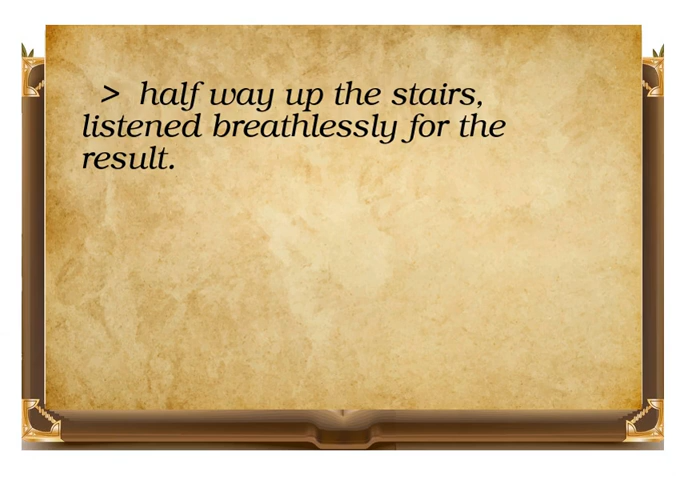 > half way up the stairs,
listened breathlessly for the
result.